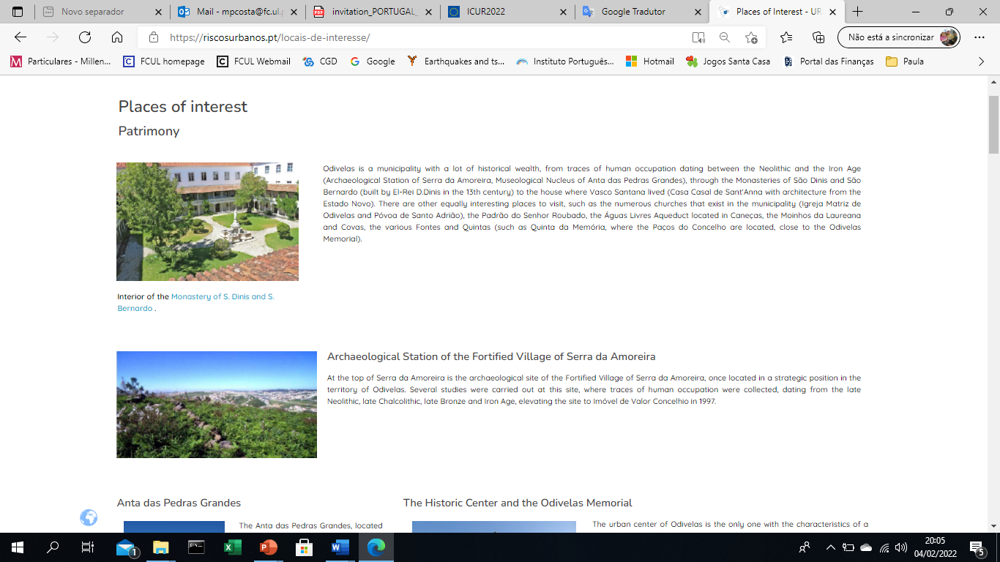 Novo separador
Mail - mpcosta@fc.ul.p
invitation_PORTUGAL_
ICUR2022
Google Tradutor
Places of Interest - UR
https://riscosurbanos.pt/locais-de-interesse/
Não está a sincronizar
Particulares - Millen...
FCUL homepage
FCUL Webmail
CGD
Google
Earthquakes and ts...
Instituto Português...
Hotmail
Jogos Santa Casa
Portal das Finanças
Paula
Places of interest
Patrimony
Odivelas is a municipality with a lot of historical wealth, from traces of human occupation dating between the Neolithic and the Iron Age
(Archaeological Station of Serra da Amoreira, Museological Nucleus of Anta das Pedras Grandes), through the Monasteries of São Dinis and São
Bernardo (built by El-Rei D.Dinis in the 13th century) to the house where Vasco Santana lived (Casa Casal de Sant'Anna with architecture from the
Estado Novo). There are other equally interesting places to visit, such as the numerous churches that exist in the municipality (Igreja Matriz de
Odivelas and Póvoa de Santo Adrião), the Padrão do Senhor Roubado, the Águas Livres Aqueduct located in Caneças, the Moinhos da Laureana
and Covas, the various Fontes and Quintas (such as Quinta da Memória, where the Paços do Concelho are located, close to the Odivelas
Memorial).
Interior of the Monastery of S. Dinis and S.
Bernardo .
Archaeological Station of the Fortified Village of Serra da Amoreira
At the top of Serra da Amoreira is the archaeological site of the Fortified Village of Serra da Amoreira, once located in a strategic position in the
territory of Odivelas. Several studies were carried out at this site, where traces of human occupation were collected, dating from the late
Neolithic, late Chalcolithic, late Bronze and Iron Age, elevating the site to Imóvel de Valor Concelhio in 1997.
Anta das Pedras Grandes
The Anta das Pedras Grandes, located
The Historic Center and the Odivelas Memorial
The urban center of Odivelas is the only one with the characteristics of a
1
20:05
04/02/2022
5